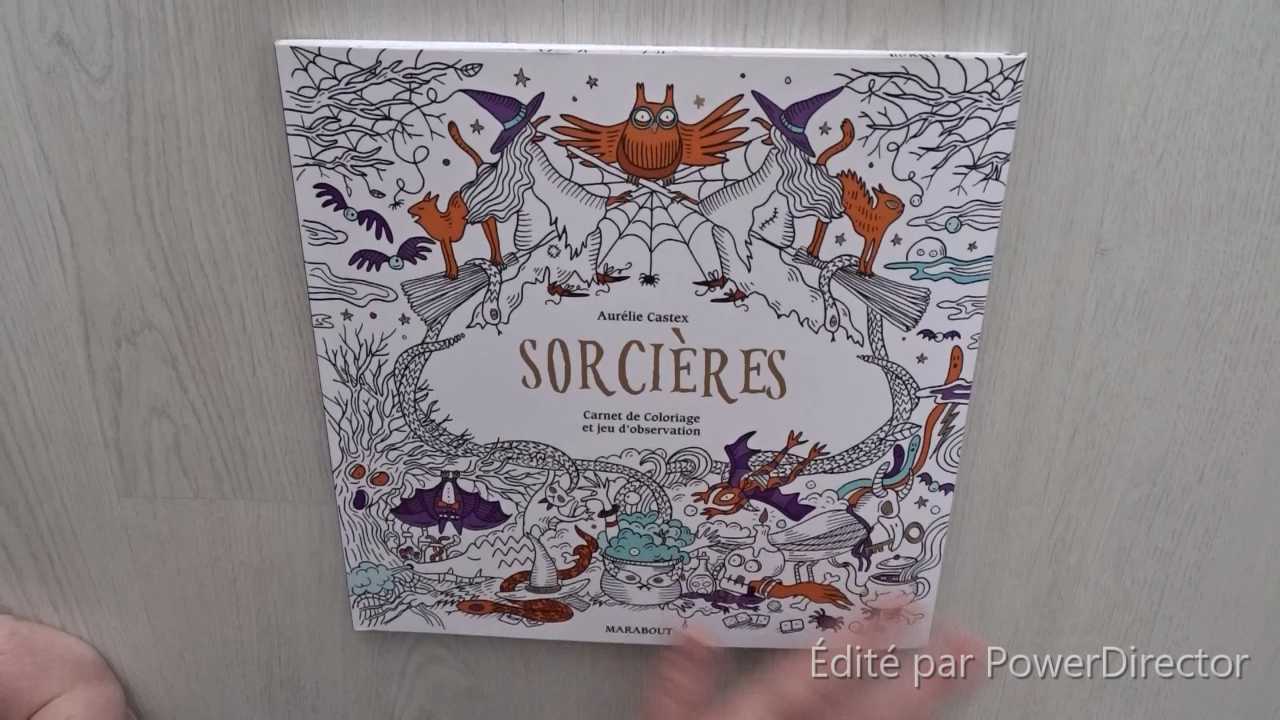 Aurélie Castex
SORCIÈRES
Carnet de Coloriage
et jeu d'observation
MARABOUT
Édité par PowerDirector